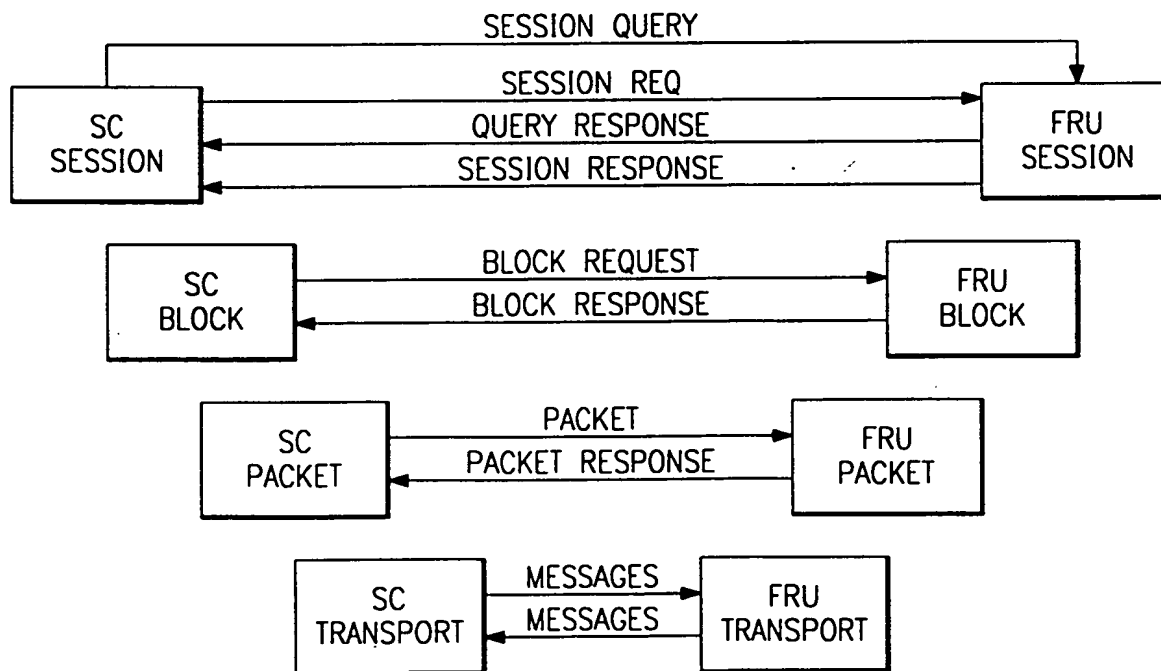 SESSION QUERY
SC
SESSION
SESSION REQ
QUERY RESPONSE
SESSION RESPONSE
FRU
SESSION
SC
BLOCK
BLOCK REQUEST
BLOCK RESPONSE
FRU
BLOCK
SC
PACKET
PACKET
PACKET RESPONSE
FRU
PACKET
SC
TRANSPORT
MESSAGES
MESSAGES
FRU
TRANSPORT